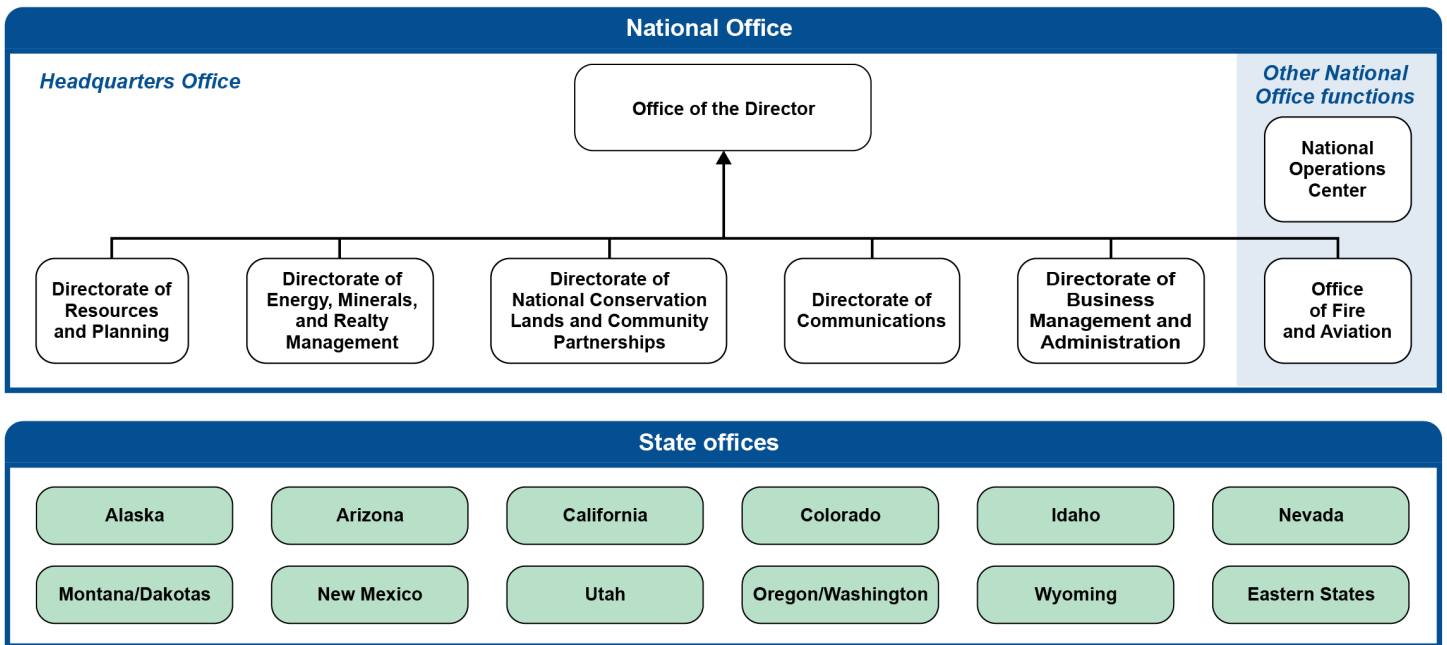 National Office
Headquarters Office
Office of the Director
Other National
Office functions
National
Operations
Center
Directorate of
Resources
and Planning
Directorate of
Energy, Minerals,
and Realty
Management
Directorate of
National Conservation
Lands and Community
Partnerships
Directorate of
Communications
Directorate of
Business
Management and
Administration
Office
of Fire
and Aviation
State offices
Alaska
Arizona
California
Colorado
Idaho
Nevada
Montana/Dakotas
New Mexico
Utah
Oregon/Washington
Wyoming
Eastern States